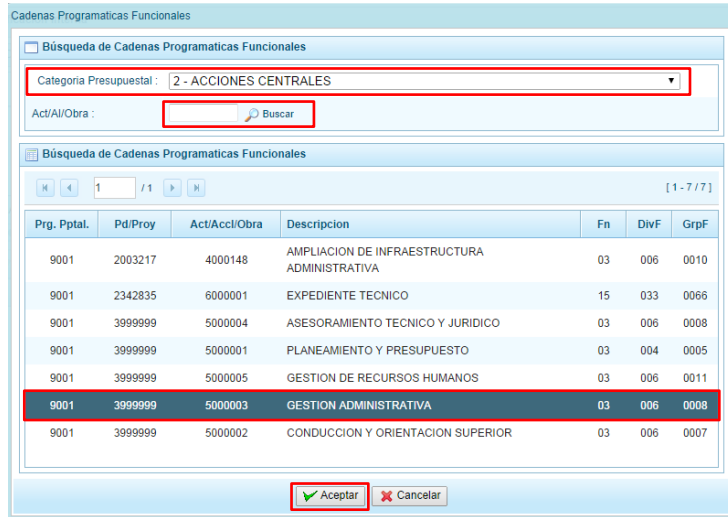 Cadenas Programaticas Funcionales
Búsqueda de Cadenas Programaticas Funcionales
Categoria Presupuestal : 2 - ACCIONES CENTRALES
Act/AI/Obra : Buscar
Búsqueda de Cadenas Programaticas Funcionales
1 / 1 [ 1 - 7 / 7 ]
Prg. Pptal. Pd/Proy Act/AccI/Obra Descripcion Fn DivF GrpF
9001 2003217 4000148 AMPLIACION DE INFRAESTRUCTURA ADMINISTRATIVA 03 006 0010
9001 2342835 6000001 EXPEDIENTE TECNICO 15 033 0066
9001 3999999 5000004 ASESORAMIENTO TECNICO Y JURIDICO 03 006 0008
9001 3999999 5000001 PLANEAMIENTO Y PRESUPUESTO 03 004 0005
9001 3999999 5000005 GESTION DE RECURSOS HUMANOS 03 006 0011
9001 3999999 5000003 GESTION ADMINISTRATIVA 03 006 0008
9001 3999999 5000002 CONDUCCION Y ORIENTACION SUPERIOR 03 006 0007
Aceptar Cancelar